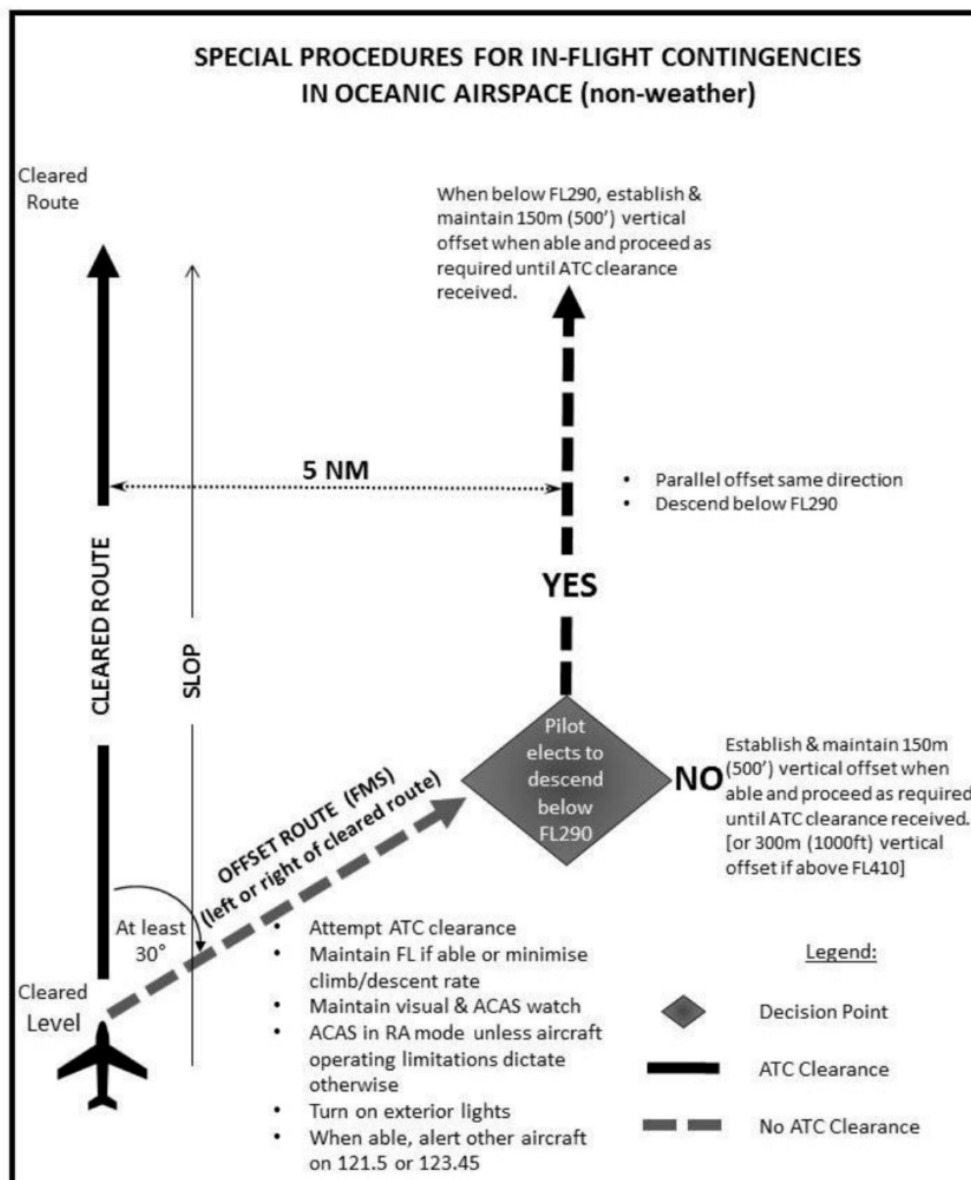 SPECIAL PROCEDURES FOR IN-FLIGHT CONTINGENCIES
IN OCEANIC AIRSPACE (non-weather)
Cleared
Route
When below FL290, establish &
maintain 150m (500') vertical
offset when able and proceed as
required until ATC clearance
received.
5 NM
• Parallel offset same direction
• Descend below FL290
CLEARED ROUTE
SLOP
YES
Pilot
elects to
descend
below
FL290
NO
Establish & maintain 150m
(500') vertical offset when
able and proceed as required
until ATC clearance received.
[or 300m (1000ft) vertical
offset if above FL410]
OFFSET ROUTE (FMS)
(left or right of cleared route)
At least
30°
Cleared
Level
• Attempt ATC clearance
• Maintain FL if able or minimise
climb/descent rate
• Maintain visual & ACAS watch
• ACAS in RA mode unless aircraft
operating limitations dictate
otherwise
• Turn on exterior lights
• When able, alert other aircraft
on 121.5 or 123.45
Legend:
Decision Point
ATC Clearance
No ATC Clearance